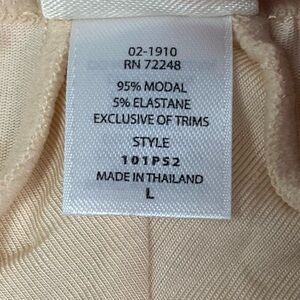 02-1910
RN 72248
95% MODAL
5% ELASTANE
EXCLUSIVE OF TRIMS
STYLE
101PS2
MADE IN THAILAND
L